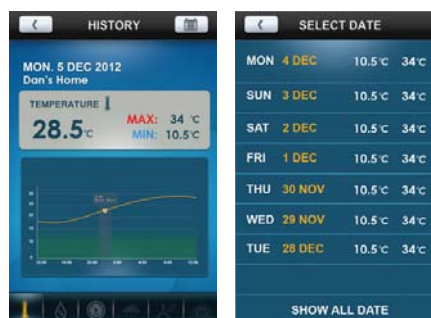 HISTORY
MON. 5 DEC 2012
Dan's Home
TEMPERATURE
28.5°C
MAX: 34 °C
MIN: 10.5°C
SELECT DATE
MON 4 DEC 10.5°C 34°C
SUN 3 DEC 10.5°C 34°C
SAT 2 DEC 10.5°C 34°C
FRI 1 DEC 10.5°C 34°C
THU 30 NOV 10.5°C 34°C
WED 29 NOV 10.5°C 34°C
TUE 28 DEC 10.5°C 34°C
SHOW ALL DATE